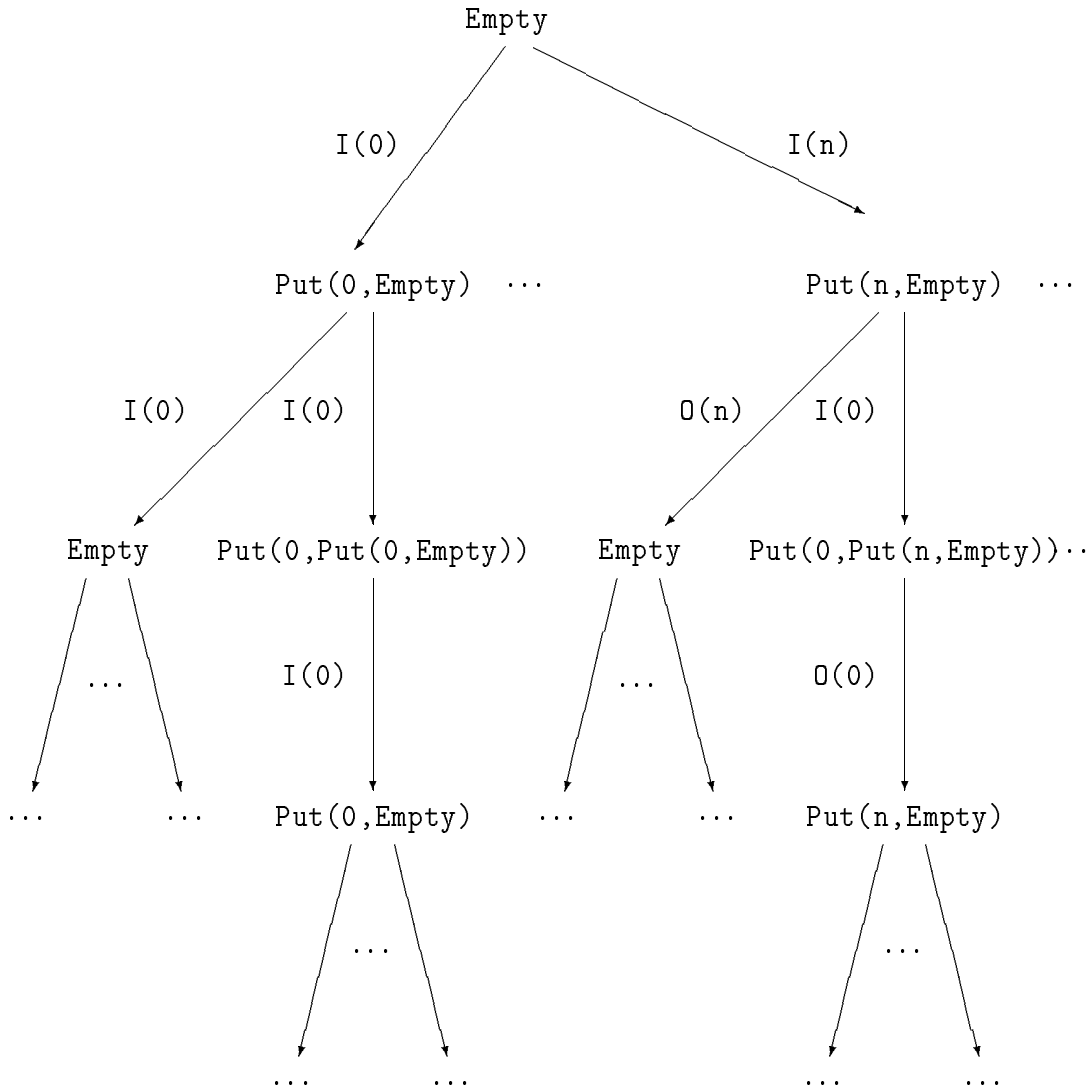 Empty
I(0) I(n)
Put(0,Empty) ... Put(n,Empty) ...
I(0) I(0) O(n) I(0)
Empty Put(0,Put(0,Empty)) Empty Put(0,Put(n,Empty))...
... I(0) ... O(0)
... ... Put(0,Empty) ... ... Put(n,Empty)
... ...
... ... ... ...